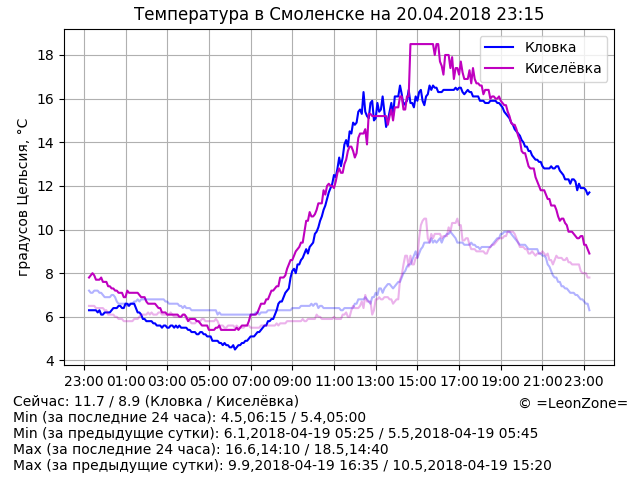 Температура в Смоленске на 20.04.2018 23:15
Кловка
Киселёвка
градусов Цельсия, °C
18
16
14
12
10
8
6
4
23:00 01:00 03:00 05:00 07:00 09:00 11:00 13:00 15:00 17:00 19:00 21:00 23:00
Сейчас: 11.7 / 8.9 (Кловка / Киселёвка)
© =LeonZone=
Min (за последние 24 часа): 4.5,06:15 / 5.4,05:00
Min (за предыдущие сутки): 6.1,2018-04-19 05:25 / 5.5,2018-04-19 05:45
Max (за последние 24 часа): 16.6,14:10 / 18.5,14:40
Max (за предыдущие сутки): 9.9,2018-04-19 16:35 / 10.5,2018-04-19 15:20